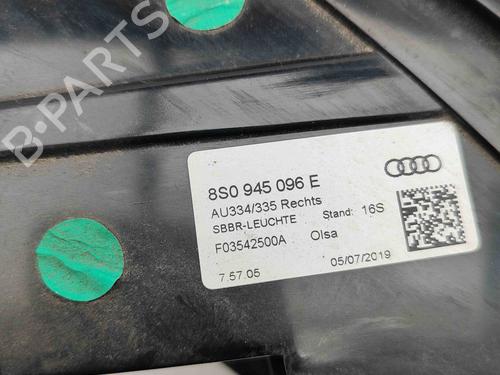 B-PARTS
8S0 945 096 E
AU334/335 Rechts
SBBR-LEUCHTE Stand: 16S
F03542500A Olsa
7.57.05 05/07/2019